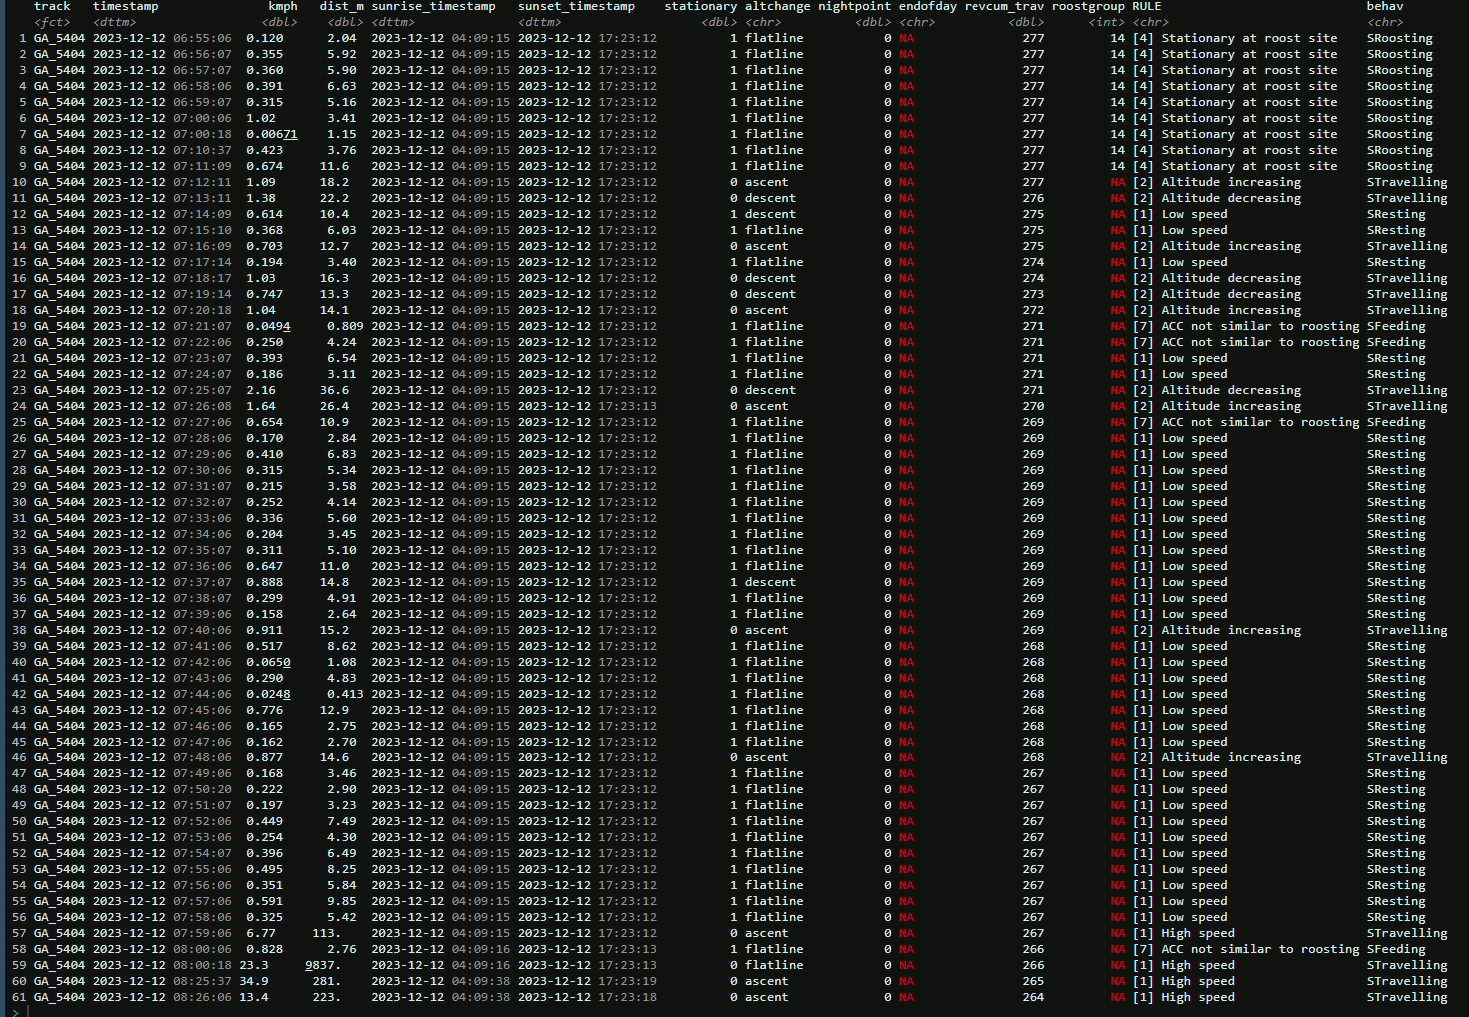 track timestamp kmph dist_m sunrise_timestamp sunset_timestamp stationary altchange nightpoint endofday revcum_trav roostgroup RULE behav
<fct> <dttm> <dbl> <dbl> <dttm> <dttm> <dbl> <chr> <dbl> <chr> <dbl> <int> <chr> <chr>
1 GA_5404 2023-12-12 06:55:06 0.120 2.04 2023-12-12 04:09:15 2023-12-12 17:23:12 1 flatline 0 NA 277 14 [4] Stationary at roost site SRoosting
2 GA_5404 2023-12-12 06:56:07 0.355 5.92 2023-12-12 04:09:15 2023-12-12 17:23:12 1 flatline 0 NA 277 14 [4] Stationary at roost site SRoosting
3 GA_5404 2023-12-12 06:57:07 0.360 5.90 2023-12-12 04:09:15 2023-12-12 17:23:12 1 flatline 0 NA 277 14 [4] Stationary at roost site SRoosting
4 GA_5404 2023-12-12 06:58:06 0.391 6.63 2023-12-12 04:09:15 2023-12-12 17:23:12 1 flatline 0 NA 277 14 [4] Stationary at roost site SRoosting
5 GA_5404 2023-12-12 06:59:07 0.315 5.16 2023-12-12 04:09:15 2023-12-12 17:23:12 1 flatline 0 NA 277 14 [4] Stationary at roost site SRoosting
6 GA_5404 2023-12-12 07:00:06 1.02 3.41 2023-12-12 04:09:15 2023-12-12 17:23:12 1 flatline 0 NA 277 14 [4] Stationary at roost site SRoosting
7 GA_5404 2023-12-12 07:00:18 0.00671 1.15 2023-12-12 04:09:15 2023-12-12 17:23:12 1 flatline 0 NA 277 14 [4] Stationary at roost site SRoosting
8 GA_5404 2023-12-12 07:10:37 0.423 3.76 2023-12-12 04:09:15 2023-12-12 17:23:12 1 flatline 0 NA 277 14 [4] Stationary at roost site SRoosting
9 GA_5404 2023-12-12 07:11:09 0.674 11.6 2023-12-12 04:09:15 2023-12-12 17:23:12 1 flatline 0 NA 277 14 [4] Stationary at roost site SRoosting
10 GA_5404 2023-12-12 07:12:11 1.09 18.2 2023-12-12 04:09:15 2023-12-12 17:23:12 0 ascent 0 NA 277 NA [2] Altitude increasing STravelling
11 GA_5404 2023-12-12 07:13:11 1.38 22.2 2023-12-12 04:09:15 2023-12-12 17:23:12 0 descent 0 NA 276 NA [2] Altitude decreasing STravelling
12 GA_5404 2023-12-12 07:14:09 0.614 10.4 2023-12-12 04:09:15 2023-12-12 17:23:12 1 descent 0 NA 275 NA [1] Low speed SResting
13 GA_5404 2023-12-12 07:15:10 0.368 6.03 2023-12-12 04:09:15 2023-12-12 17:23:12 1 flatline 0 NA 275 NA [1] Low speed SResting
14 GA_5404 2023-12-12 07:16:09 0.703 12.7 2023-12-12 04:09:15 2023-12-12 17:23:12 0 ascent 0 NA 275 NA [2] Altitude increasing STravelling
15 GA_5404 2023-12-12 07:17:14 0.194 3.40 2023-12-12 04:09:15 2023-12-12 17:23:12 1 flatline 0 NA 274 NA [1] Low speed SResting
16 GA_5404 2023-12-12 07:18:17 1.03 16.3 2023-12-12 04:09:15 2023-12-12 17:23:12 0 descent 0 NA 274 NA [2] Altitude decreasing STravelling
17 GA_5404 2023-12-12 07:19:14 0.747 13.3 2023-12-12 04:09:15 2023-12-12 17:23:12 0 descent 0 NA 273 NA [2] Altitude decreasing STravelling
18 GA_5404 2023-12-12 07:20:18 1.04 14.1 2023-12-12 04:09:15 2023-12-12 17:23:12 0 ascent 0 NA 272 NA [2] Altitude increasing STravelling
19 GA_5404 2023-12-12 07:21:07 0.0494 0.809 2023-12-12 04:09:15 2023-12-12 17:23:12 1 flatline 0 NA 271 NA [7] ACC not similar to roosting SFeeding
20 GA_5404 2023-12-12 07:22:06 0.250 4.24 2023-12-12 04:09:15 2023-12-12 17:23:12 1 flatline 0 NA 271 NA [7] ACC not similar to roosting SFeeding
21 GA_5404 2023-12-12 07:23:07 0.393 6.54 2023-12-12 04:09:15 2023-12-12 17:23:12 1 flatline 0 NA 271 NA [1] Low speed SResting
22 GA_5404 2023-12-12 07:24:07 0.186 3.11 2023-12-12 04:09:15 2023-12-12 17:23:12 1 flatline 0 NA 271 NA [1] Low speed SResting
23 GA_5404 2023-12-12 07:25:07 2.16 36.6 2023-12-12 04:09:15 2023-12-12 17:23:12 0 descent 0 NA 271 NA [2] Altitude decreasing STravelling
24 GA_5404 2023-12-12 07:26:08 1.64 26.4 2023-12-12 04:09:15 2023-12-12 17:23:13 0 ascent 0 NA 270 NA [2] Altitude increasing STravelling
25 GA_5404 2023-12-12 07:27:06 0.654 10.9 2023-12-12 04:09:15 2023-12-12 17:23:12 1 flatline 0 NA 269 NA [7] ACC not similar to roosting SFeeding
26 GA_5404 2023-12-12 07:28:06 0.170 2.84 2023-12-12 04:09:15 2023-12-12 17:23:12 1 flatline 0 NA 269 NA [1] Low speed SResting
27 GA_5404 2023-12-12 07:29:06 0.410 6.83 2023-12-12 04:09:15 2023-12-12 17:23:12 1 flatline 0 NA 269 NA [1] Low speed SResting
28 GA_5404 2023-12-12 07:30:06 0.315 5.34 2023-12-12 04:09:15 2023-12-12 17:23:12 1 flatline 0 NA 269 NA [1] Low speed SResting
29 GA_5404 2023-12-12 07:31:07 0.215 3.58 2023-12-12 04:09:15 2023-12-12 17:23:12 1 flatline 0 NA 269 NA [1] Low speed SResting
30 GA_5404 2023-12-12 07:32:07 0.252 4.14 2023-12-12 04:09:15 2023-12-12 17:23:12 1 flatline 0 NA 269 NA [1] Low speed SResting
31 GA_5404 2023-12-12 07:33:06 0.336 5.60 2023-12-12 04:09:15 2023-12-12 17:23:12 1 flatline 0 NA 269 NA [1] Low speed SResting
32 GA_5404 2023-12-12 07:34:06 0.204 3.45 2023-12-12 04:09:15 2023-12-12 17:23:12 1 flatline 0 NA 269 NA [1] Low speed SResting
33 GA_5404 2023-12-12 07:35:07 0.311 5.10 2023-12-12 04:09:15 2023-12-12 17:23:12 1 flatline 0 NA 269 NA [1] Low speed SResting
34 GA_5404 2023-12-12 07:36:06 0.647 11.0 2023-12-12 04:09:15 2023-12-12 17:23:12 1 flatline 0 NA 269 NA [1] Low speed SResting
35 GA_5404 2023-12-12 07:37:07 0.888 14.8 2023-12-12 04:09:15 2023-12-12 17:23:12 1 descent 0 NA 269 NA [1] Low speed SResting
36 GA_5404 2023-12-12 07:38:07 0.299 4.91 2023-12-12 04:09:15 2023-12-12 17:23:12 1 flatline 0 NA 269 NA [1] Low speed SResting
37 GA_5404 2023-12-12 07:39:06 0.158 2.64 2023-12-12 04:09:15 2023-12-12 17:23:12 1 flatline 0 NA 269 NA [1] Low speed SResting
38 GA_5404 2023-12-12 07:40:06 0.911 15.2 2023-12-12 04:09:15 2023-12-12 17:23:12 0 ascent 0 NA 269 NA [2] Altitude increasing STravelling
39 GA_5404 2023-12-12 07:41:06 0.517 8.62 2023-12-12 04:09:15 2023-12-12 17:23:12 1 flatline 0 NA 268 NA [1] Low speed SResting
40 GA_5404 2023-12-12 07:42:06 0.0650 1.08 2023-12-12 04:09:15 2023-12-12 17:23:12 1 flatline 0 NA 268 NA [1] Low speed SResting
41 GA_5404 2023-12-12 07:43:06 0.290 4.83 2023-12-12 04:09:15 2023-12-12 17:23:12 1 flatline 0 NA 268 NA [1] Low speed SResting
42 GA_5404 2023-12-12 07:44:06 0.0248 0.413 2023-12-12 04:09:15 2023-12-12 17:23:12 1 flatline 0 NA 268 NA [1] Low speed SResting
43 GA_5404 2023-12-12 07:45:06 0.776 12.9 2023-12-12 04:09:15 2023-12-12 17:23:12 1 flatline 0 NA 268 NA [1] Low speed SResting
44 GA_5404 2023-12-12 07:46:06 0.165 2.75 2023-12-12 04:09:15 2023-12-12 17:23:12 1 flatline 0 NA 268 NA [1] Low speed SResting
45 GA_5404 2023-12-12 07:47:06 0.162 2.70 2023-12-12 04:09:15 2023-12-12 17:23:12 1 flatline 0 NA 268 NA [1] Low speed SResting
46 GA_5404 2023-12-12 07:48:06 0.877 14.6 2023-12-12 04:09:15 2023-12-12 17:23:12 0 ascent 0 NA 268 NA [2] Altitude increasing STravelling
47 GA_5404 2023-12-12 07:49:06 0.168 3.46 2023-12-12 04:09:15 2023-12-12 17:23:12 1 flatline 0 NA 267 NA [1] Low speed SResting
48 GA_5404 2023-12-12 07:50:20 0.222 2.90 2023-12-12 04:09:15 2023-12-12 17:23:12 1 flatline 0 NA 267 NA [1] Low speed SResting
49 GA_5404 2023-12-12 07:51:07 0.197 3.23 2023-12-12 04:09:15 2023-12-12 17:23:12 1 flatline 0 NA 267 NA [1] Low speed SResting
50 GA_5404 2023-12-12 07:52:06 0.449 7.49 2023-12-12 04:09:15 2023-12-12 17:23:12 1 flatline 0 NA 267 NA [1] Low speed SResting
51 GA_5404 2023-12-12 07:53:06 0.254 4.30 2023-12-12 04:09:15 2023-12-12 17:23:12 1 flatline 0 NA 267 NA [1] Low speed SResting
52 GA_5404 2023-12-12 07:54:07 0.396 6.49 2023-12-12 04:09:15 2023-12-12 17:23:12 1 flatline 0 NA 267 NA [1] Low speed SResting
53 GA_5404 2023-12-12 07:55:06 0.495 8.25 2023-12-12 04:09:15 2023-12-12 17:23:12 1 flatline 0 NA 267 NA [1] Low speed SResting
54 GA_5404 2023-12-12 07:56:06 0.351 5.84 2023-12-12 04:09:15 2023-12-12 17:23:12 1 flatline 0 NA 267 NA [1] Low speed SResting
55 GA_5404 2023-12-12 07:57:06 0.591 9.85 2023-12-12 04:09:15 2023-12-12 17:23:12 1 flatline 0 NA 267 NA [1] Low speed SResting
56 GA_5404 2023-12-12 07:58:06 0.325 5.42 2023-12-12 04:09:15 2023-12-12 17:23:12 1 flatline 0 NA 267 NA [1] Low speed SResting
57 GA_5404 2023-12-12 07:59:06 6.77 113. 2023-12-12 04:09:15 2023-12-12 17:23:12 0 ascent 0 NA 267 NA [1] High speed STravelling
58 GA_5404 2023-12-12 08:00:06 0.828 2.76 2023-12-12 04:09:16 2023-12-12 17:23:13 1 flatline 0 NA 266 NA [7] ACC not similar to roosting SFeeding
59 GA_5404 2023-12-12 08:00:18 23.3 9837. 2023-12-12 04:09:16 2023-12-12 17:23:13 0 flatline 0 NA 266 NA [1] High speed STravelling
60 GA_5404 2023-12-12 08:25:37 34.9 281. 2023-12-12 04:09:38 2023-12-12 17:23:19 0 ascent 0 NA 265 NA [1] High speed STravelling
61 GA_5404 2023-12-12 08:26:06 13.4 223. 2023-12-12 04:09:38 2023-12-12 17:23:18 0 ascent 0 NA 264 NA [1] High speed STravelling
>